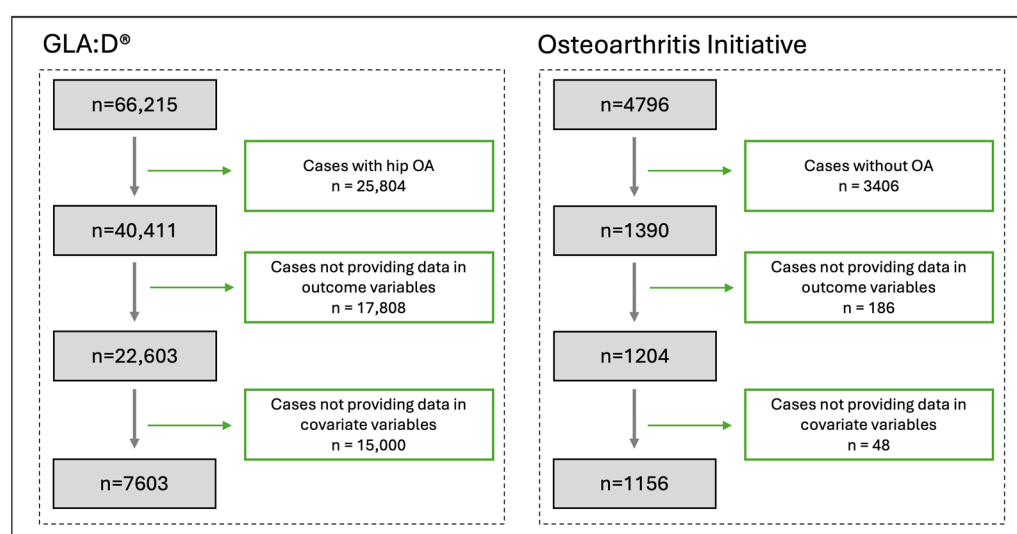 GLA:D®
n=66,215
Cases with hip OA
n = 25,804
n=40,411
Cases not providing data in
outcome variables
n = 17,808
n=22,603
Cases not providing data in
covariate variables
n = 15,000
n=7603
Osteoarthritis Initiative
n=4796
Cases without OA
n = 3406
n=1390
Cases not providing data in
outcome variables
n = 186
n=1204
Cases not providing data in
covariate variables
n = 48
n=1156